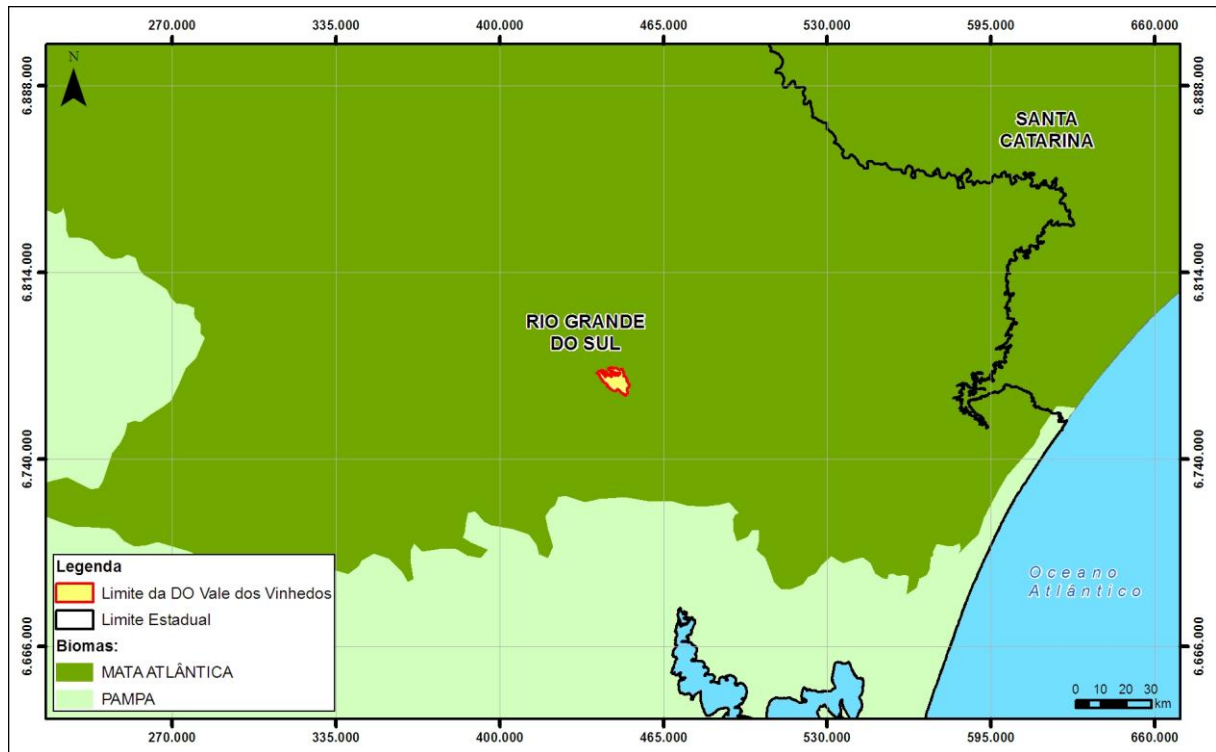 270.000 335.000 400.000 465.000 530.000 595.000 660.000
N
6.888.000 6.888.000
SANTA
CATARINA
6.814.000 6.814.000
RIO GRANDE
DO SUL
6.740.000 6.740.000
Legenda
Limite da DO Vale dos Vinhedos
Limite Estadual
Biomas:
MATA ATLÂNTICA
PAMPA
Oceano
Atlântico
6.666.000 6.666.000
0 10 20 30
km
270.000 335.000 400.000 465.000 530.000 595.000 660.000